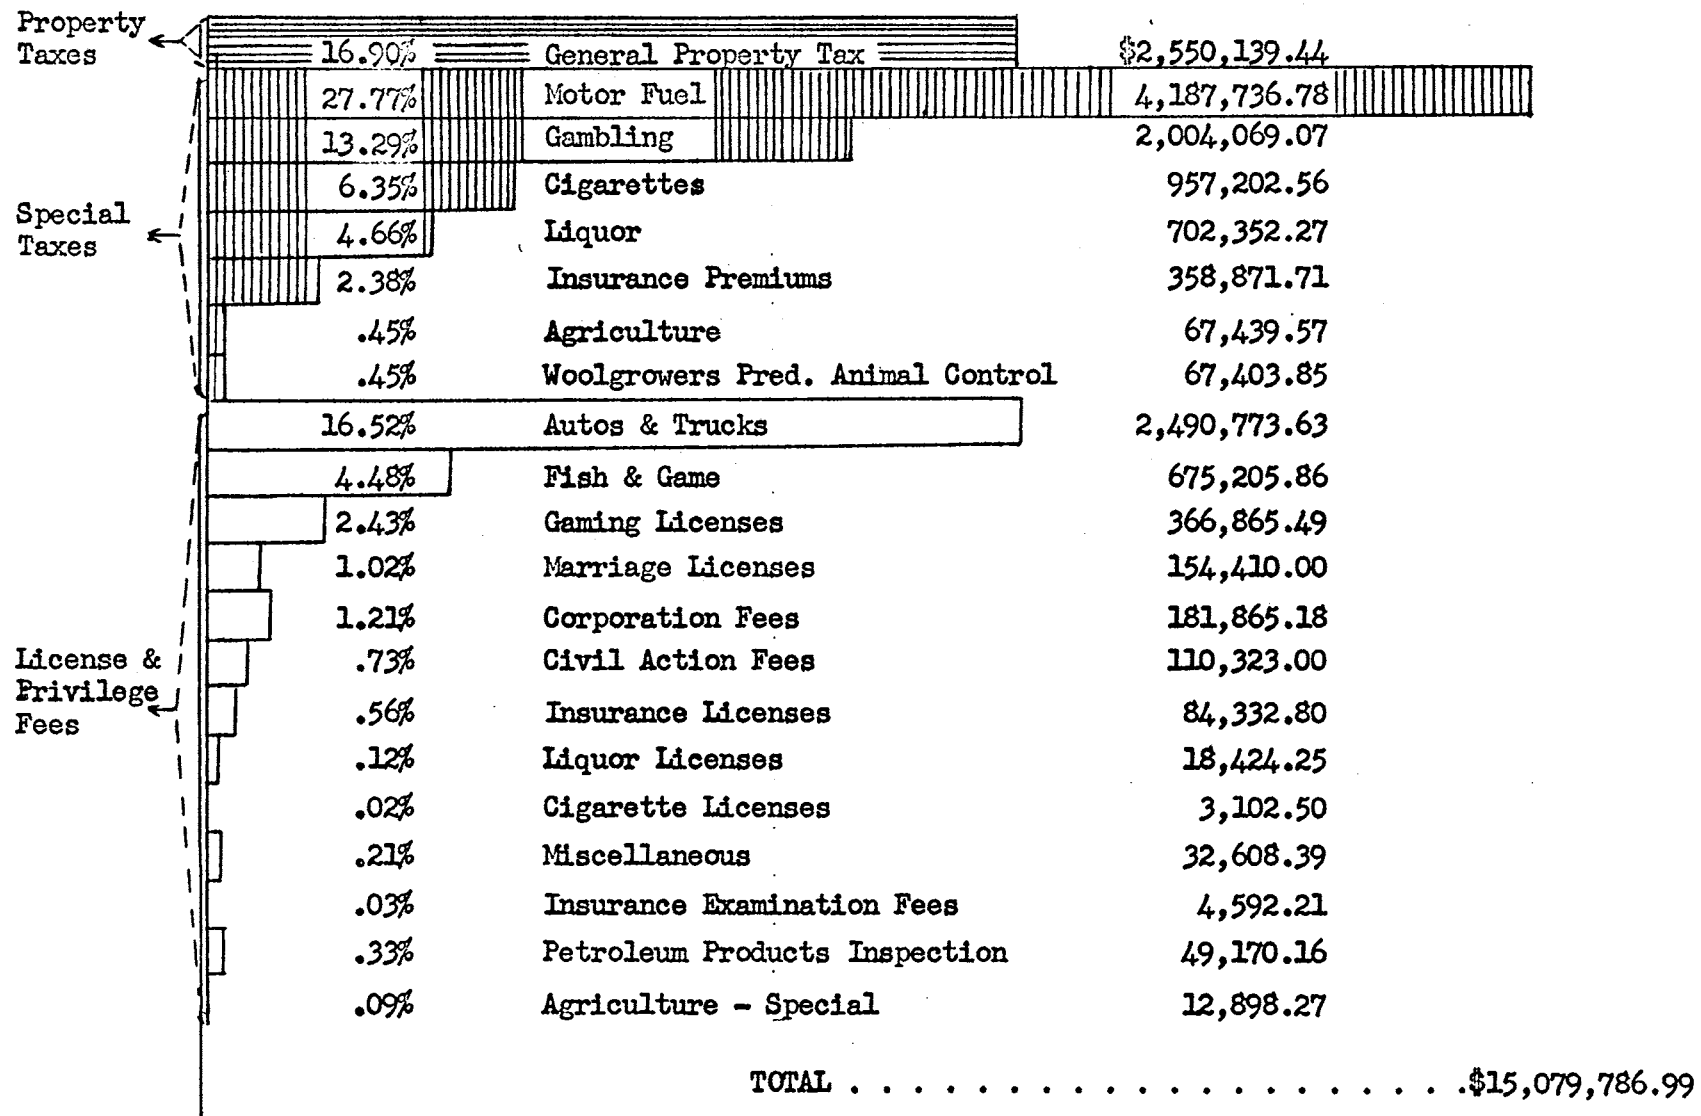 Property
Taxes
16.90% General Property Tax $2,550,139.44
27.77% Motor Fuel 4,187,736.78
13.29% Gambling 2,004,069.07
6.35% Cigarettes 957,202.56
Special
Taxes
4.66% Liquor 702,352.27
2.38% Insurance Premiums 358,871.71
.45% Agriculture 67,439.57
.45% Woolgrowers Pred. Animal Control 67,403.85
16.52% Autos & Trucks 2,490,773.63
4.48% Fish & Game 675,205.86
2.43% Gaming Licenses 366,865.49
1.02% Marriage Licenses 154,410.00
1.21% Corporation Fees 181,865.18
License &
Privilege
Fees
.73% Civil Action Fees 110,323.00
.56% Insurance Licenses 84,332.80
.12% Liquor Licenses 18,424.25
.02% Cigarette Licenses 3,102.50
.21% Miscellaneous 32,608.39
.03% Insurance Examination Fees 4,592.21
.33% Petroleum Products Inspection 49,170.16
.09% Agriculture - Special 12,898.27
TOTAL . . . . . . . . . . . . . . . . . . . . .$15,079,786.99